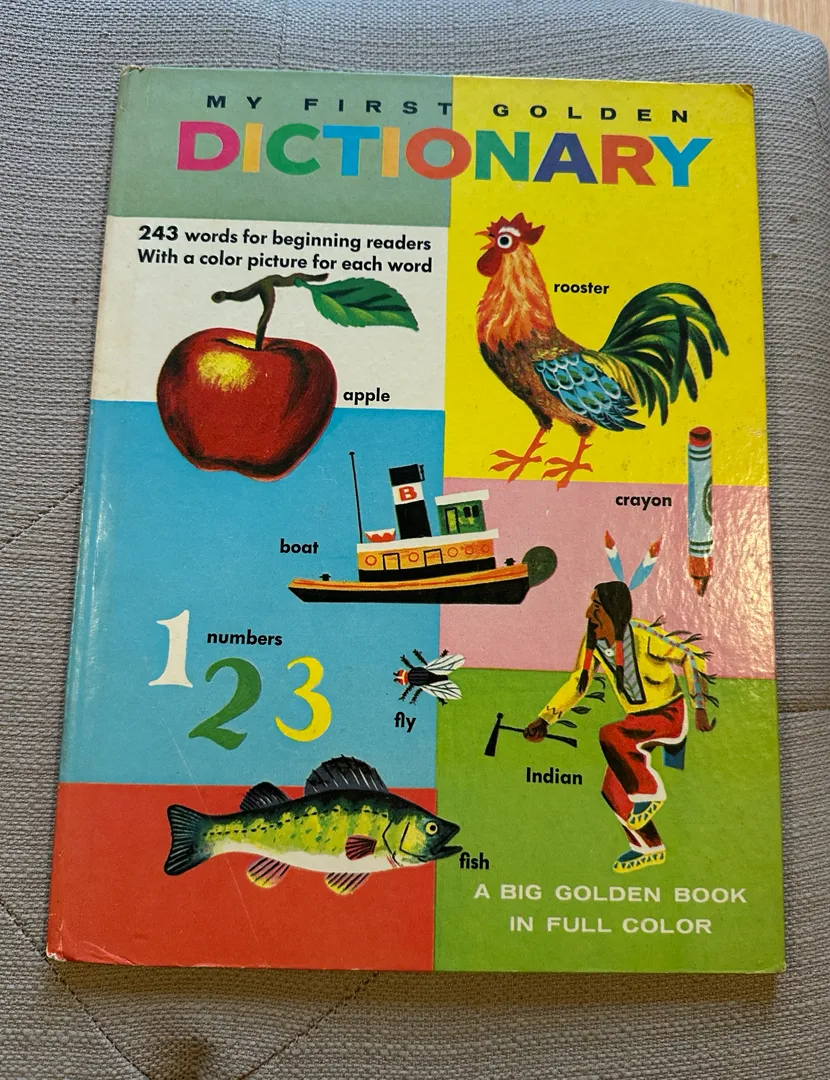 MY FIRST GOLDEN
DICTIONARY
243 words for beginning readers
With a color picture for each word
rooster
apple
crayon
B
boat
numbers
1 2 3
fly
Indian
fish
A BIG GOLDEN BOOK
IN FULL COLOR